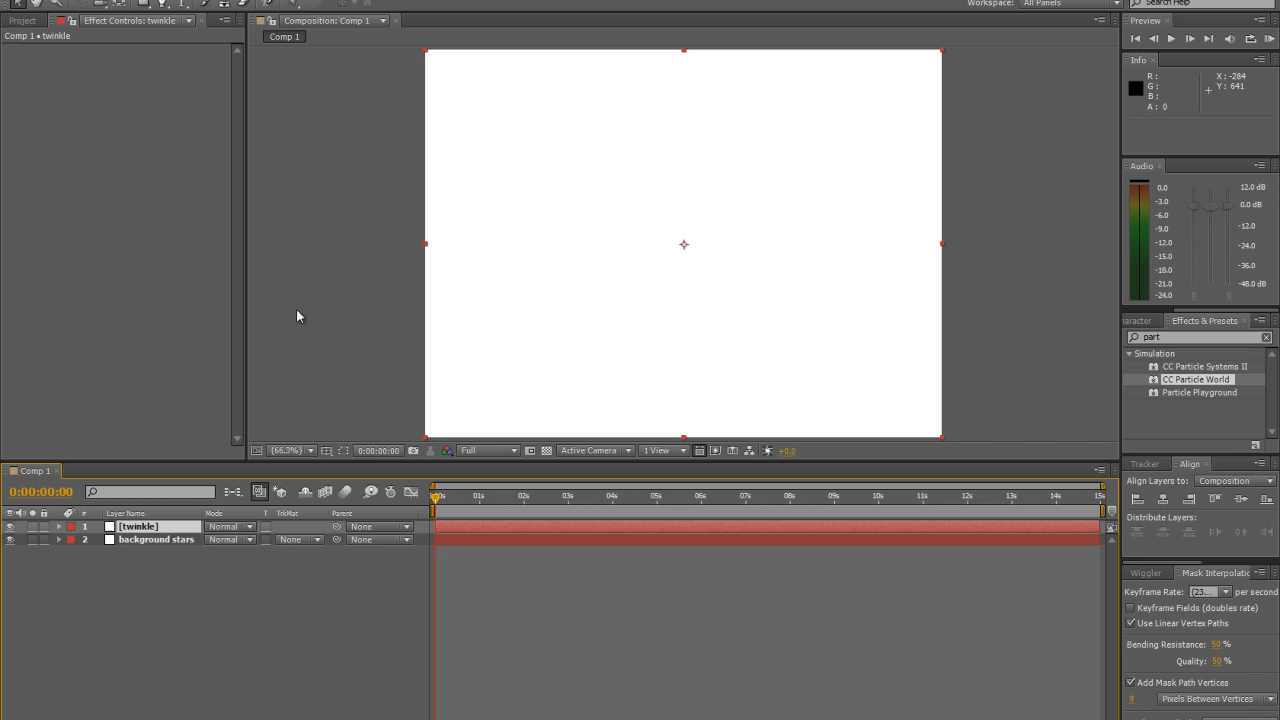 Workspace: All Panels
Search Help
Project
Effect Controls: twinkle
Composition: Comp 1
Preview
Comp 1 • twinkle
Comp 1
Info
R :
G :
B :
A : 0
X : -284
Y : 641
Audio
0.0
-3.0
-6.0
-9.0
-12.0
-15.0
-18.0
-21.0
-24.0
0
0
12.0 dB
0.0 dB
-12.0
-24.0
-36.0
-48.0 dB
aracter
Effects & Presets
part
Simulation
CC Particle Systems II
CC Particle World
Particle Playground
(66.3%)
0:00:00:00
Full
Active Camera
1 View
+0.0
Comp 1
0:00:00:00
Tracker
Align
Align Layers to: Composition
Distribute Layers:
00s 01s 02s 03s 04s 05s 06s 07s 08s 09s 10s 11s 12s 13s 14s 15s
# Layer Name Mode T TrkMat Parent
1 [twinkle] Normal None
2 background stars Normal None None
Wiggler
Mask Interpolatic
Keyframe Rate: (23.... per second
Keyframe Fields (doubles rate)
Use Linear Vertex Paths
Bending Resistance: 50 %
Quality: 50 %
Add Mask Path Vertices
9 Pixels Between Vertices